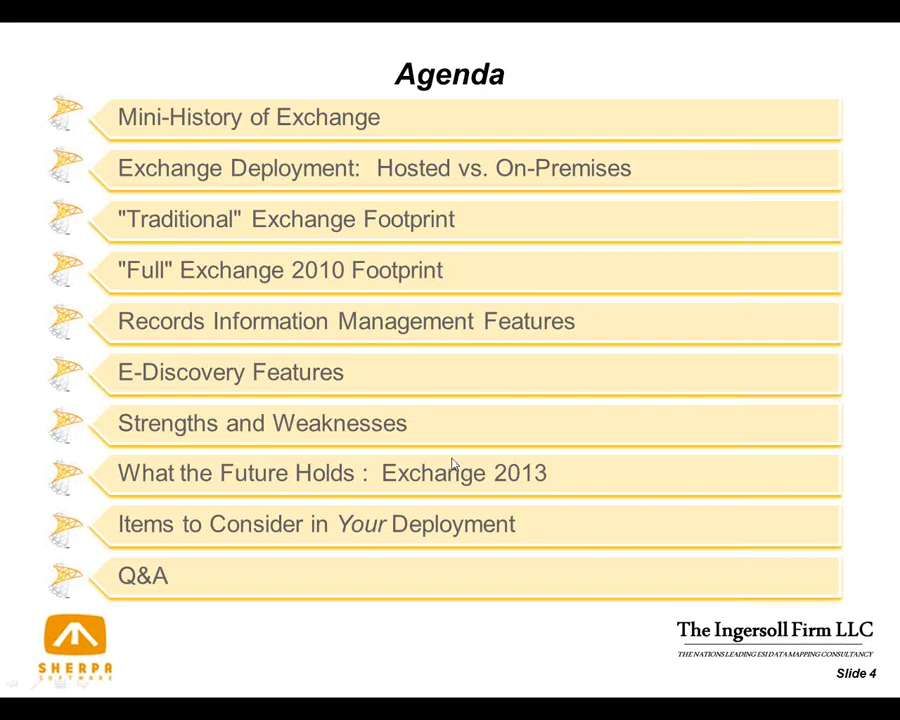 Agenda
Mini-History of Exchange
Exchange Deployment:  Hosted vs. On-Premises
"Traditional" Exchange Footprint
"Full" Exchange 2010 Footprint
Records Information Management Features
E-Discovery Features
Strengths and Weaknesses
What the Future Holds :  Exchange 2013
Items to Consider in Your Deployment
Q&A
SHERPA
SOFTWARE
The Ingersoll Firm LLC
THE NATIONS LEADING ESI DATA MAPPING CONSULTANCY
Slide 4